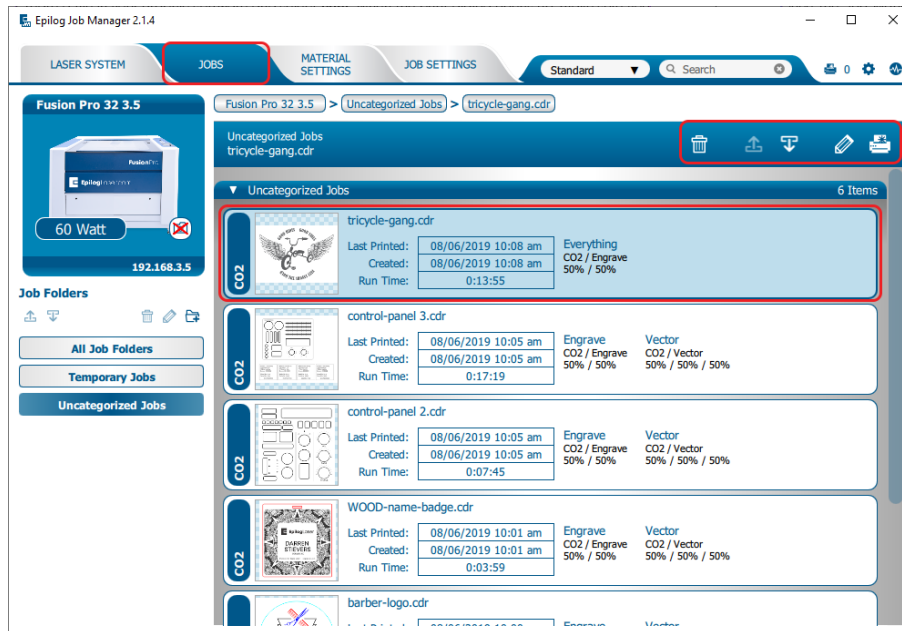 Epilog Job Manager 2.1.4
LASER SYSTEM
JOBS
MATERIAL
SETTINGS
JOB SETTINGS
Standard
Search
0
Fusion Pro 32 3.5
Fusion Pro 32 3.5 > Uncategorized Jobs > tricycle-gang.cdr
Uncategorized Jobs
tricycle-gang.cdr
FusionPro
60 Watt
192.168.3.5
Job Folders
All Job Folders
Temporary Jobs
Uncategorized Jobs
Uncategorized Jobs 6 Items
CO2
tricycle-gang.cdr
Last Printed: 08/06/2019 10:08 am
Created: 08/06/2019 10:08 am
Run Time: 0:13:55
Everything
CO2 / Engrave
50% / 50%
CO2
control-panel 3.cdr
Last Printed: 08/06/2019 10:05 am
Created: 08/06/2019 10:05 am
Run Time: 0:17:19
Engrave
CO2 / Engrave
50% / 50%
Vector
CO2 / Vector
50% / 50% / 50%
CO2
control-panel 2.cdr
Last Printed: 08/06/2019 10:05 am
Created: 08/06/2019 10:05 am
Run Time: 0:07:45
Engrave
CO2 / Engrave
50% / 50%
Vector
CO2 / Vector
50% / 50% / 50%
CO2
WOOD-name-badge.cdr
DARREN
STIEVERS
Last Printed: 08/06/2019 10:01 am
Created: 08/06/2019 10:01 am
Run Time: 0:03:59
Engrave
CO2 / Engrave
50% / 50%
Vector
CO2 / Vector
50% / 50% / 50%
barber-logo.cdr